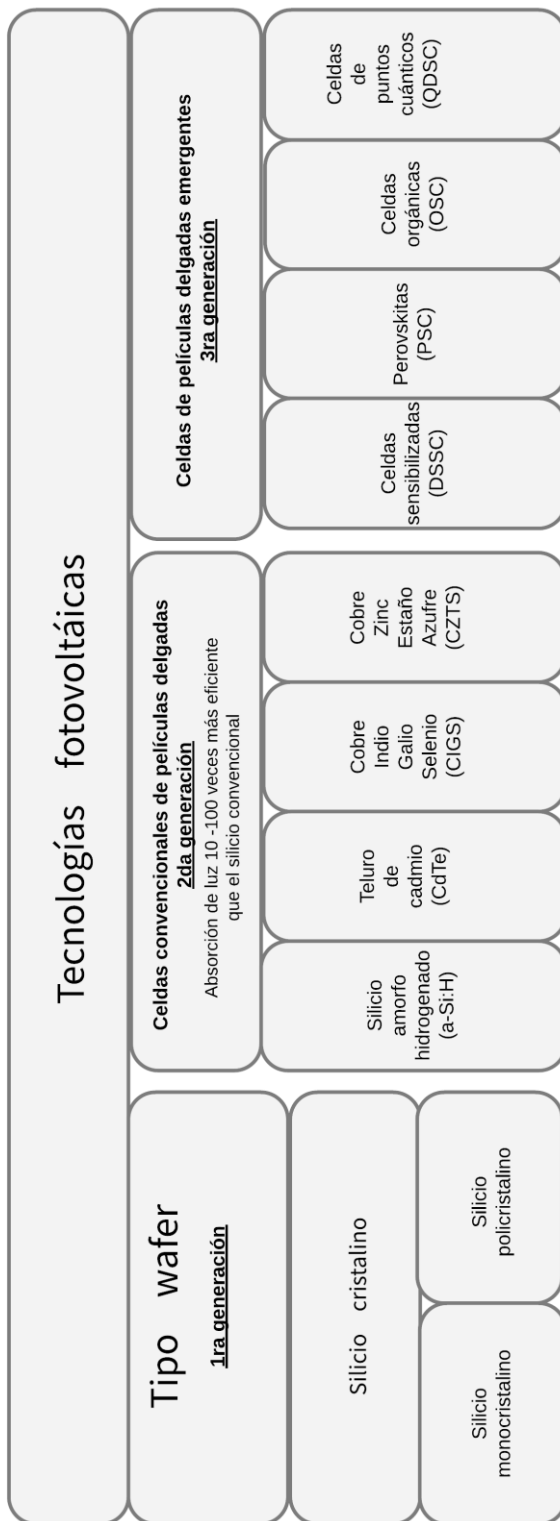 Tecnologías fotovoltáicas
Tipo wafer
1ra generación
Silicio cristalino
Silicio
monocristalino
Silicio
policristalino
Celdas convencionales de películas delgadas
2da generación
Absorción de luz 10 -100 veces más eficiente
que el silicio convencional
Silicio
amorfo
hidrogenado
(a-Si:H)
Teluro
de
cadmio
(CdTe)
Cobre
Indio
Galio
Selenio
(CIGS)
Cobre
Zinc
Estaño
Azufre
(CZTS)
Celdas de películas delgadas emergentes
3ra generación
Celdas
sensibilizadas
(DSSC)
Perovskitas
(PSC)
Celdas
orgánicas
(OSC)
Celdas
de
puntos
cuánticos
(QDSC)